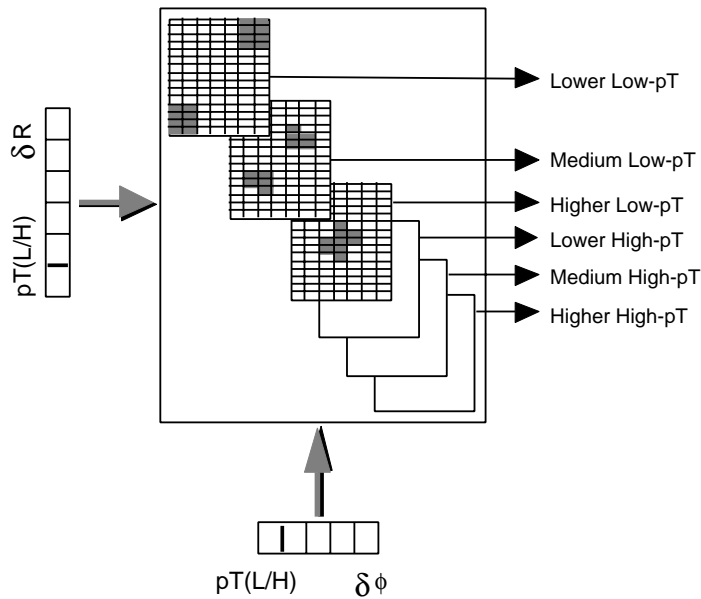 Lower Low-pT
Medium Low-pT
Higher Low-pT
Lower High-pT
Medium High-pT
Higher High-pT
pT(L/H) δR
pT(L/H) δϕ